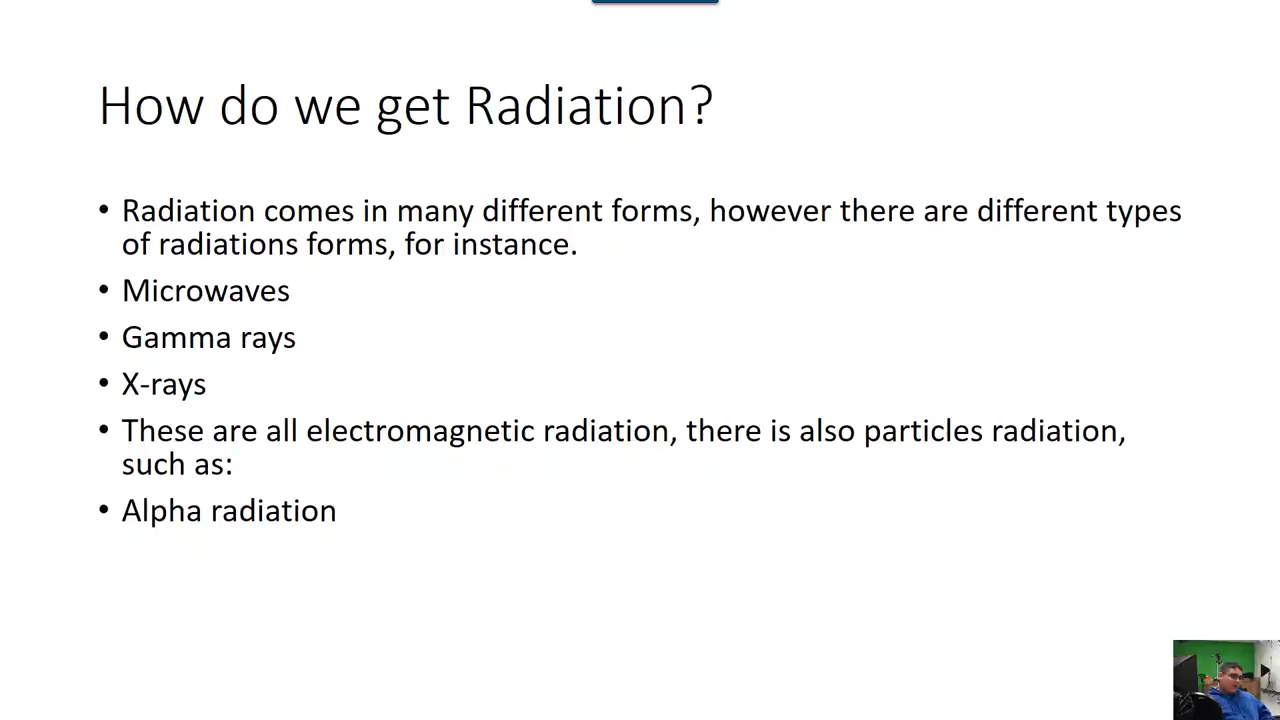 How do we get Radiation?
• Radiation comes in many different forms, however there are different types
of radiations forms, for instance.
• Microwaves
• Gamma rays
• X-rays
• These are all electromagnetic radiation, there is also particles radiation,
such as:
• Alpha radiation